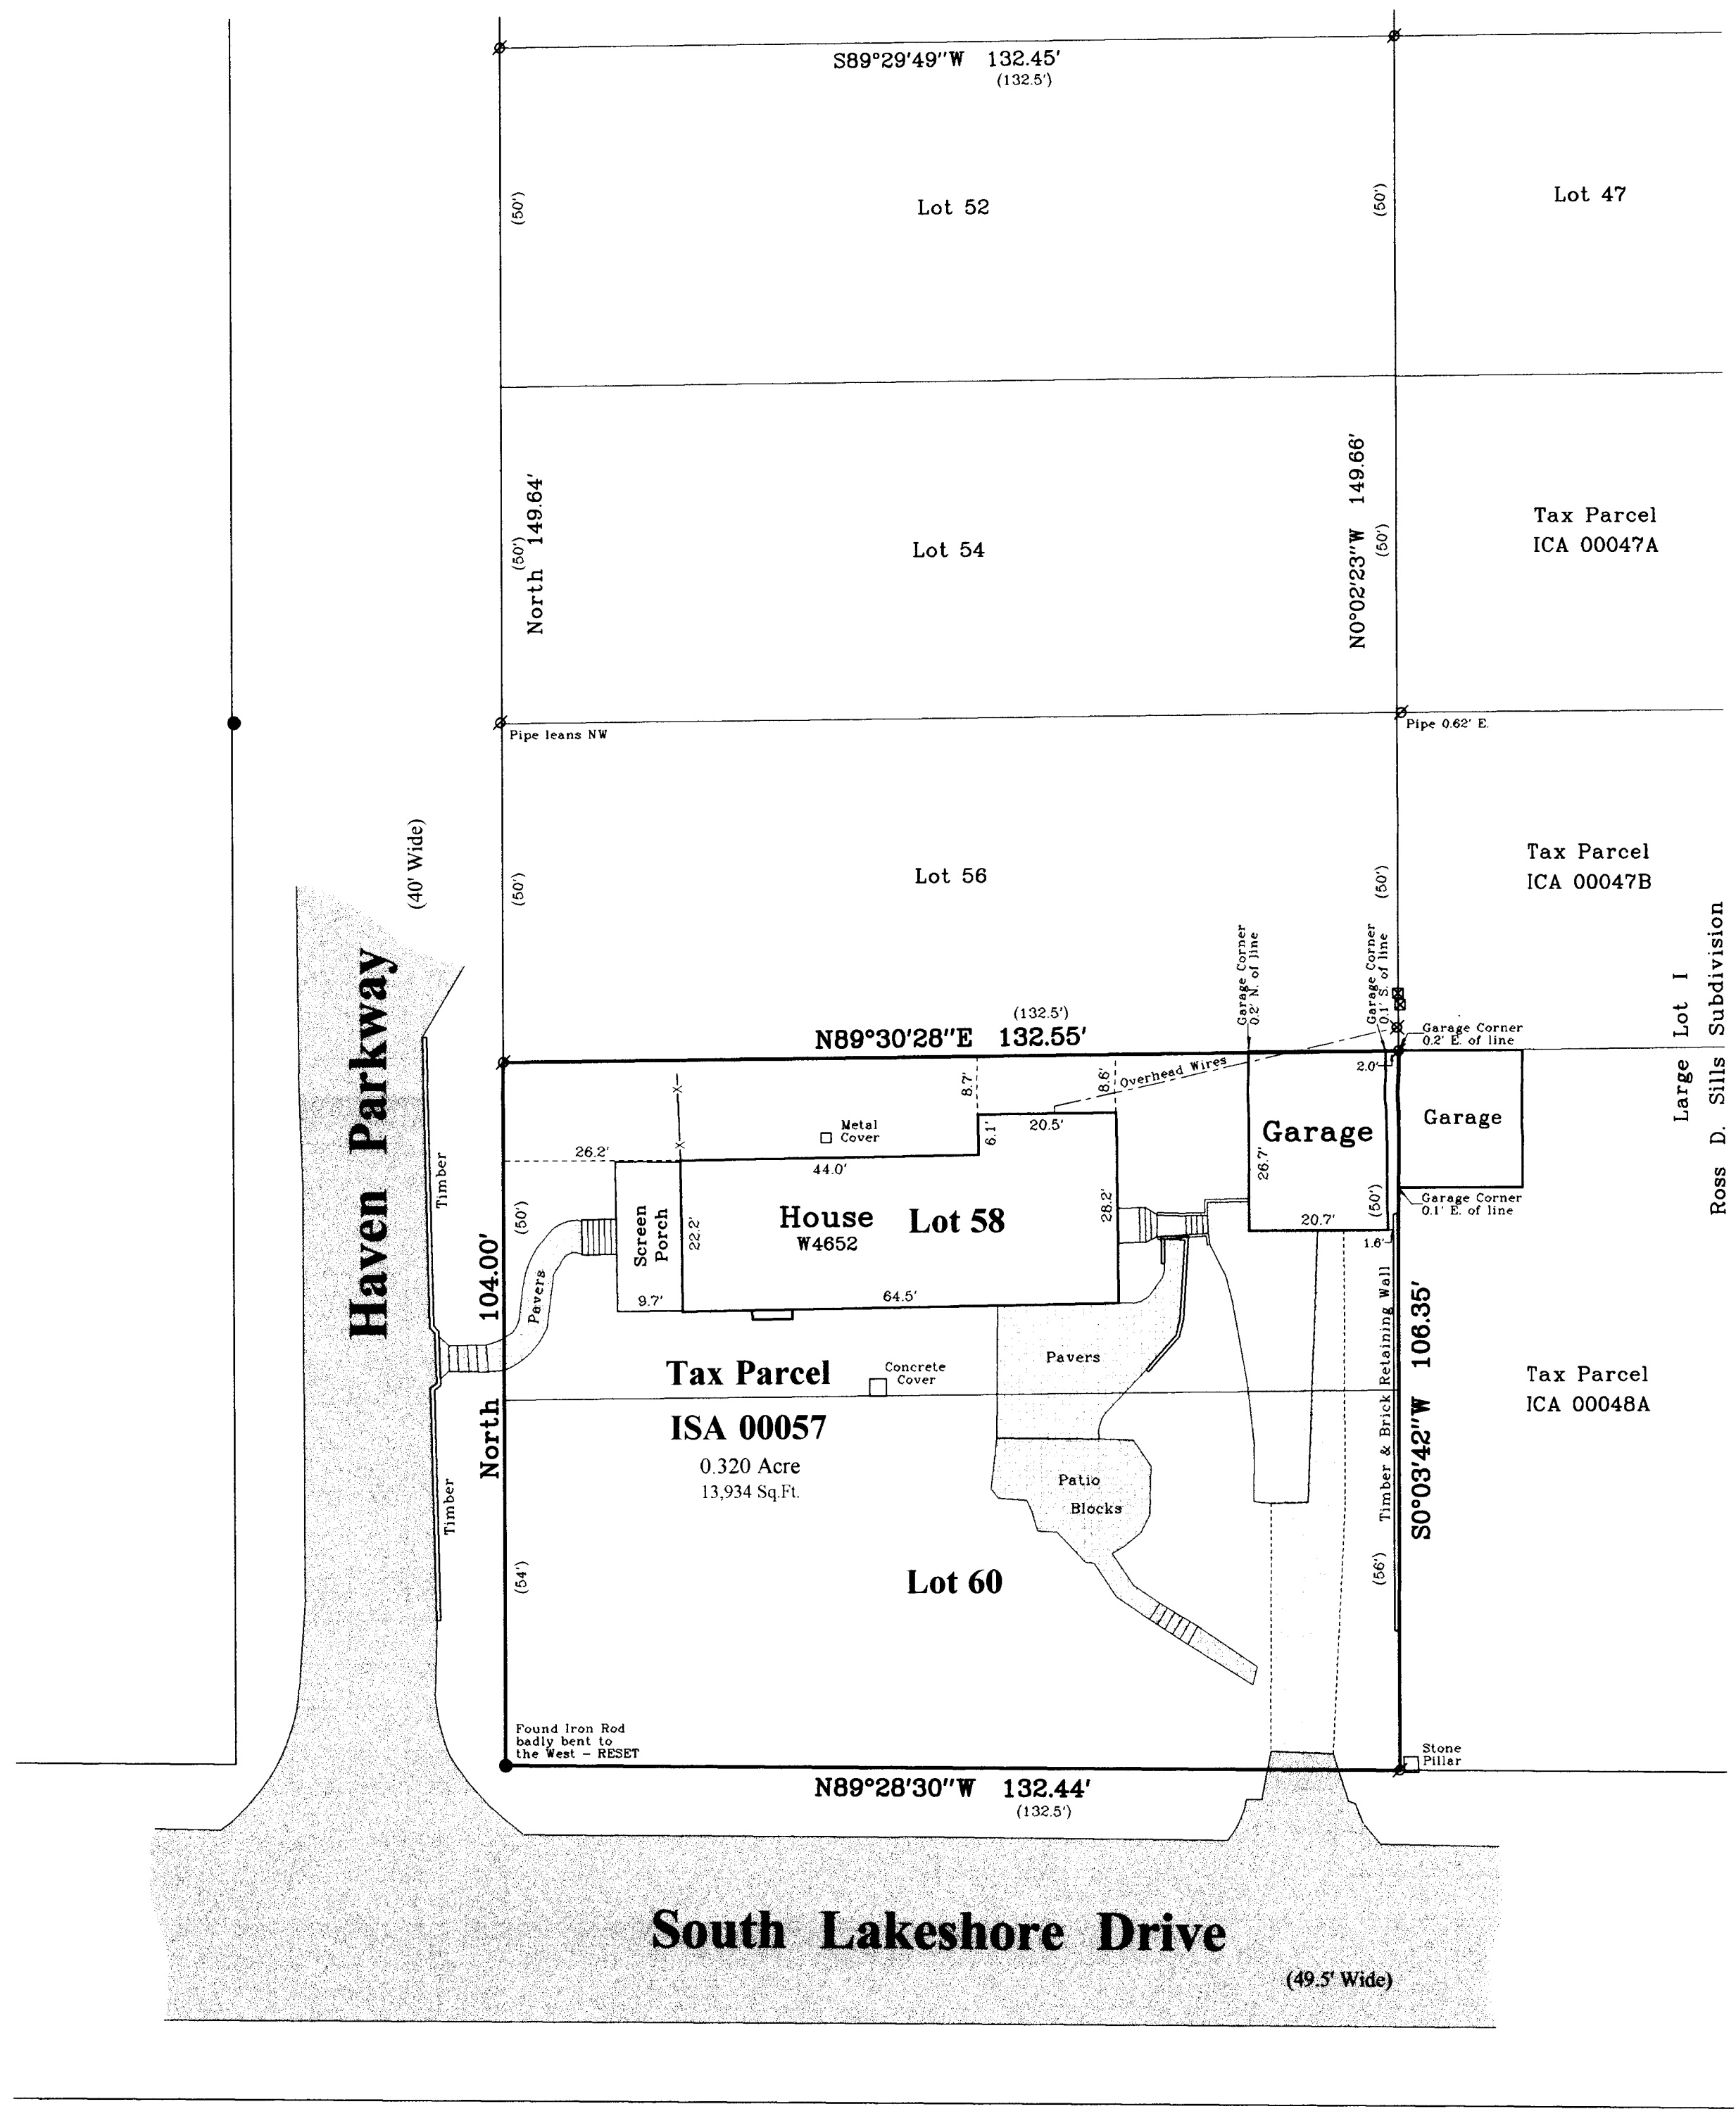 S89°29'49"W 132.45'
(132.5')
(50')
Lot 52
(50')
Lot 47
North 149.64'
(50')
Lot 54
N0°02'23"W 149.66'
(50')
Tax Parcel
ICA 00047A
Pipe leans NW
Pipe 0.62' E.
(40' Wide)
Haven Parkway
(50')
Lot 56
(50')
Tax Parcel
ICA 00047B
Large Lot 1
Ross D. Sills Subdivision
Garage Corner
0.2' N. of line
Garage Corner
0.1' S. of line
(132.5')
N89°30'28"E 132.55'
Garage Corner
0.2' E. of line
Overhead Wires
2.0'
8.7'
8.6'
Metal
Cover
6.1'
20.5'
Garage
Garage
26.2'
44.0'
26.7'
Timber
(50')
Screen
Porch
22.2'
House
W4652
Lot 58
28.2'
20.7'
(50')
Garage Corner
0.1' E. of line
1.6'
Pavers
9.7'
64.5'
North 104.00'
Pavers
Timber & Brick Retaining Wall
S0°03'42"W 106.35'
Tax Parcel
ISA 00057
0.320 Acre
13,934 Sq.Ft.
Concrete
Cover
Tax Parcel
ICA 00048A
Patio
Blocks
Timber
(54')
Lot 60
(56')
Found Iron Rod
badly bent to
the West - RESET
Stone
Pillar
N89°28'30"W 132.44'
(132.5')
South Lakeshore Drive
(49.5' Wide)